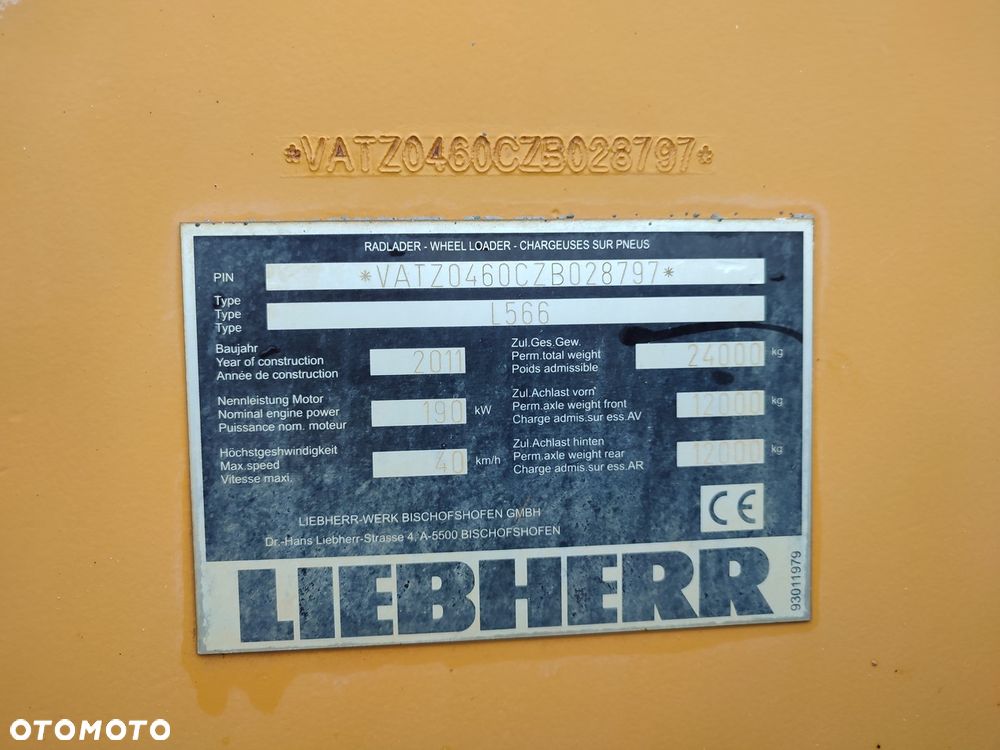 *VATZ0460CZB028797*
RADLADER - WHEEL LOADER - CHARGEUSES SUR PNEUS
PIN *VATZ0460CZB028797*
Type
Type L566
Type
Baujahr
Year of construction 2011
Année de construction
Zul.Ges.Gew.
Perm.total weight 24000 kg
Poids admissible
Nennleistung Motor
Nominal engine power 190 kW
Puissance nom. moteur
Zul.Achlast vorn
Perm.axle weight front 12000 kg
Charge admis.sur ess.AV
Höchstgeshwindigkeit
Max.speed 40 km/h
Vitesse maxi.
Zul.Achlast hinten
Perm.axle weight rear 12000 kg
Charge admis.sur ess.AR
CE
LIEBHERR-WERK BISCHOFSHOFEN GMBH
Dr.-Hans Liebherr-Strasse 4, A-5500 BISCHOFSHOFEN
LIEBHERR
93011979
OTOMOTO